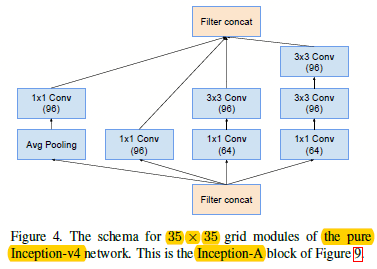 Filter concat
3x3 Conv
(96)
1x1 Conv
(96)
3x3 Conv
(96)
3x3 Conv
(96)
Avg Pooling
1x1 Conv
(96)
1x1 Conv
(64)
1x1 Conv
(64)
Filter concat
Figure 4. The schema for 35 × 35 grid modules of the pure
Inception-v4 network. This is the Inception-A block of Figure 9.